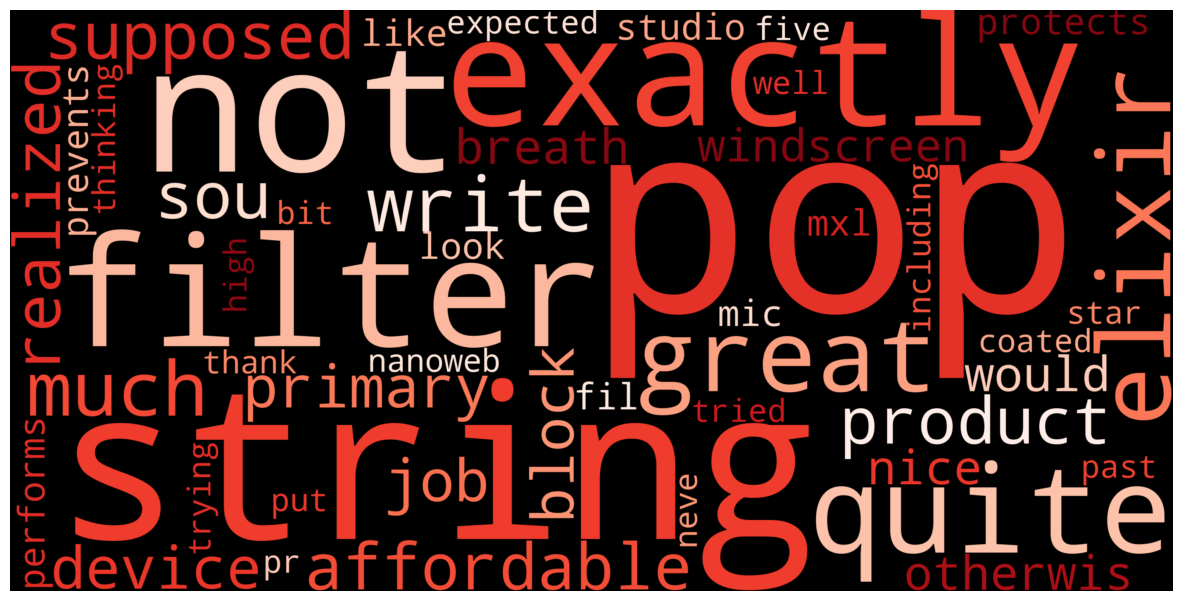 supposed
like
expected
studio
five
protects
not
exactly
well
realized
prevents
thinking
breath
windscreen
elixir
sou
bit
write
pop
mxl
including
look
filter
high
mic
star
thank
nanoweb
great
coated
much
primary
block
fil
would
tried
product
string
performs
trying
put
job
neve
nice
past
quite
device
pr
affordable
otherwis